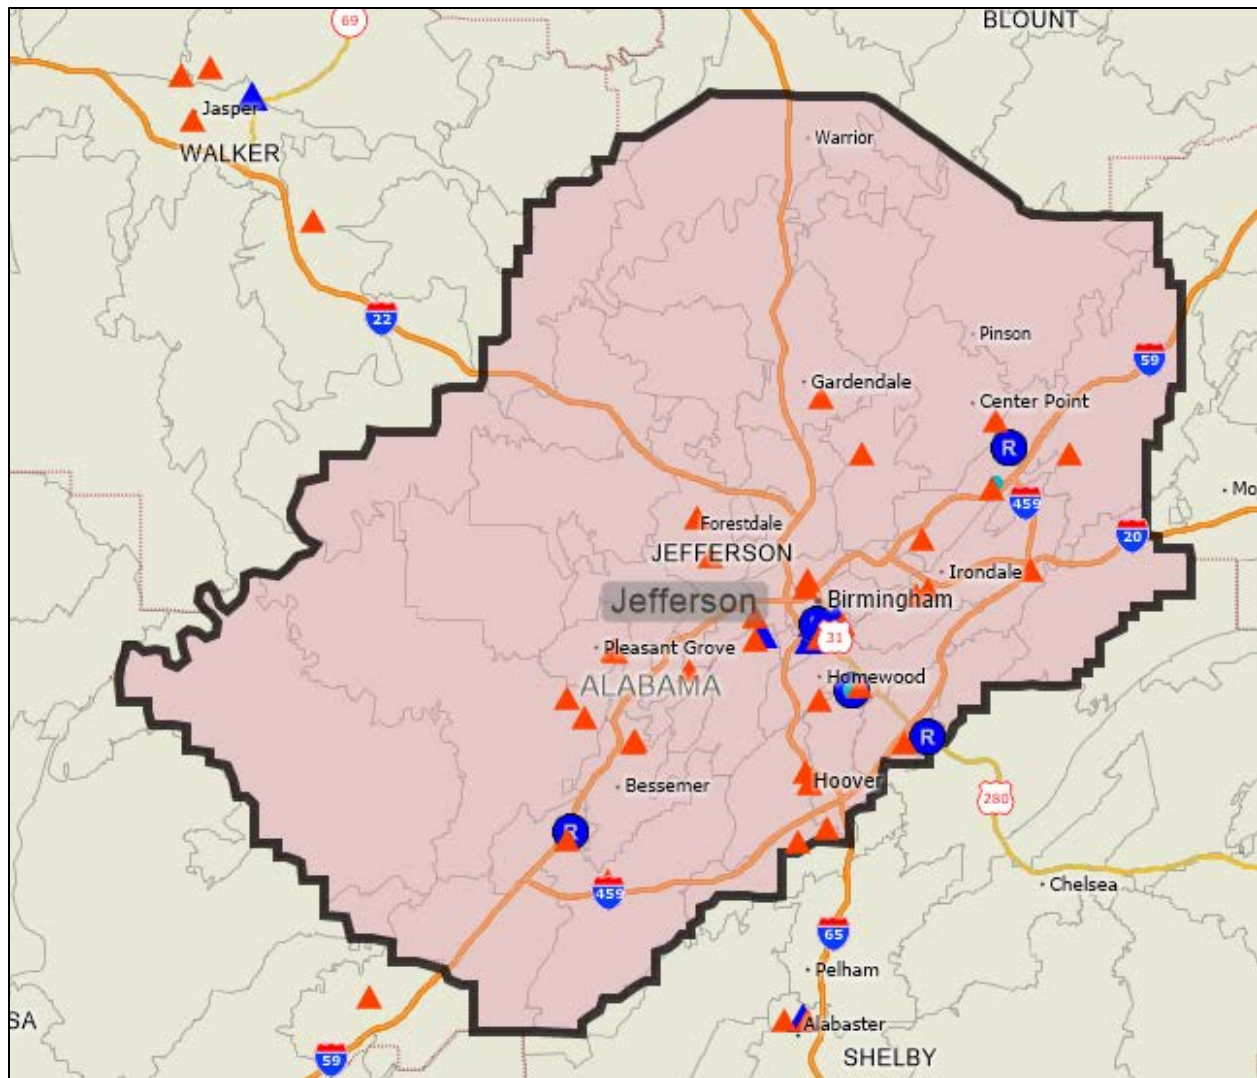 69
BLOUNT
Jasper
WALKER
Warrior
22
Pinson
59
Gardendale
Center Point
R
Mo
459
Forestdale
20
JEFFERSON
Irondale
Jefferson
Birmingham
31
Pleasant Grove
Homewood
ALABAMA
R
Hoover
Bessemer
280
R
459
Chelsea
65
Pelham
SA
Alabaster
59
SHELBY